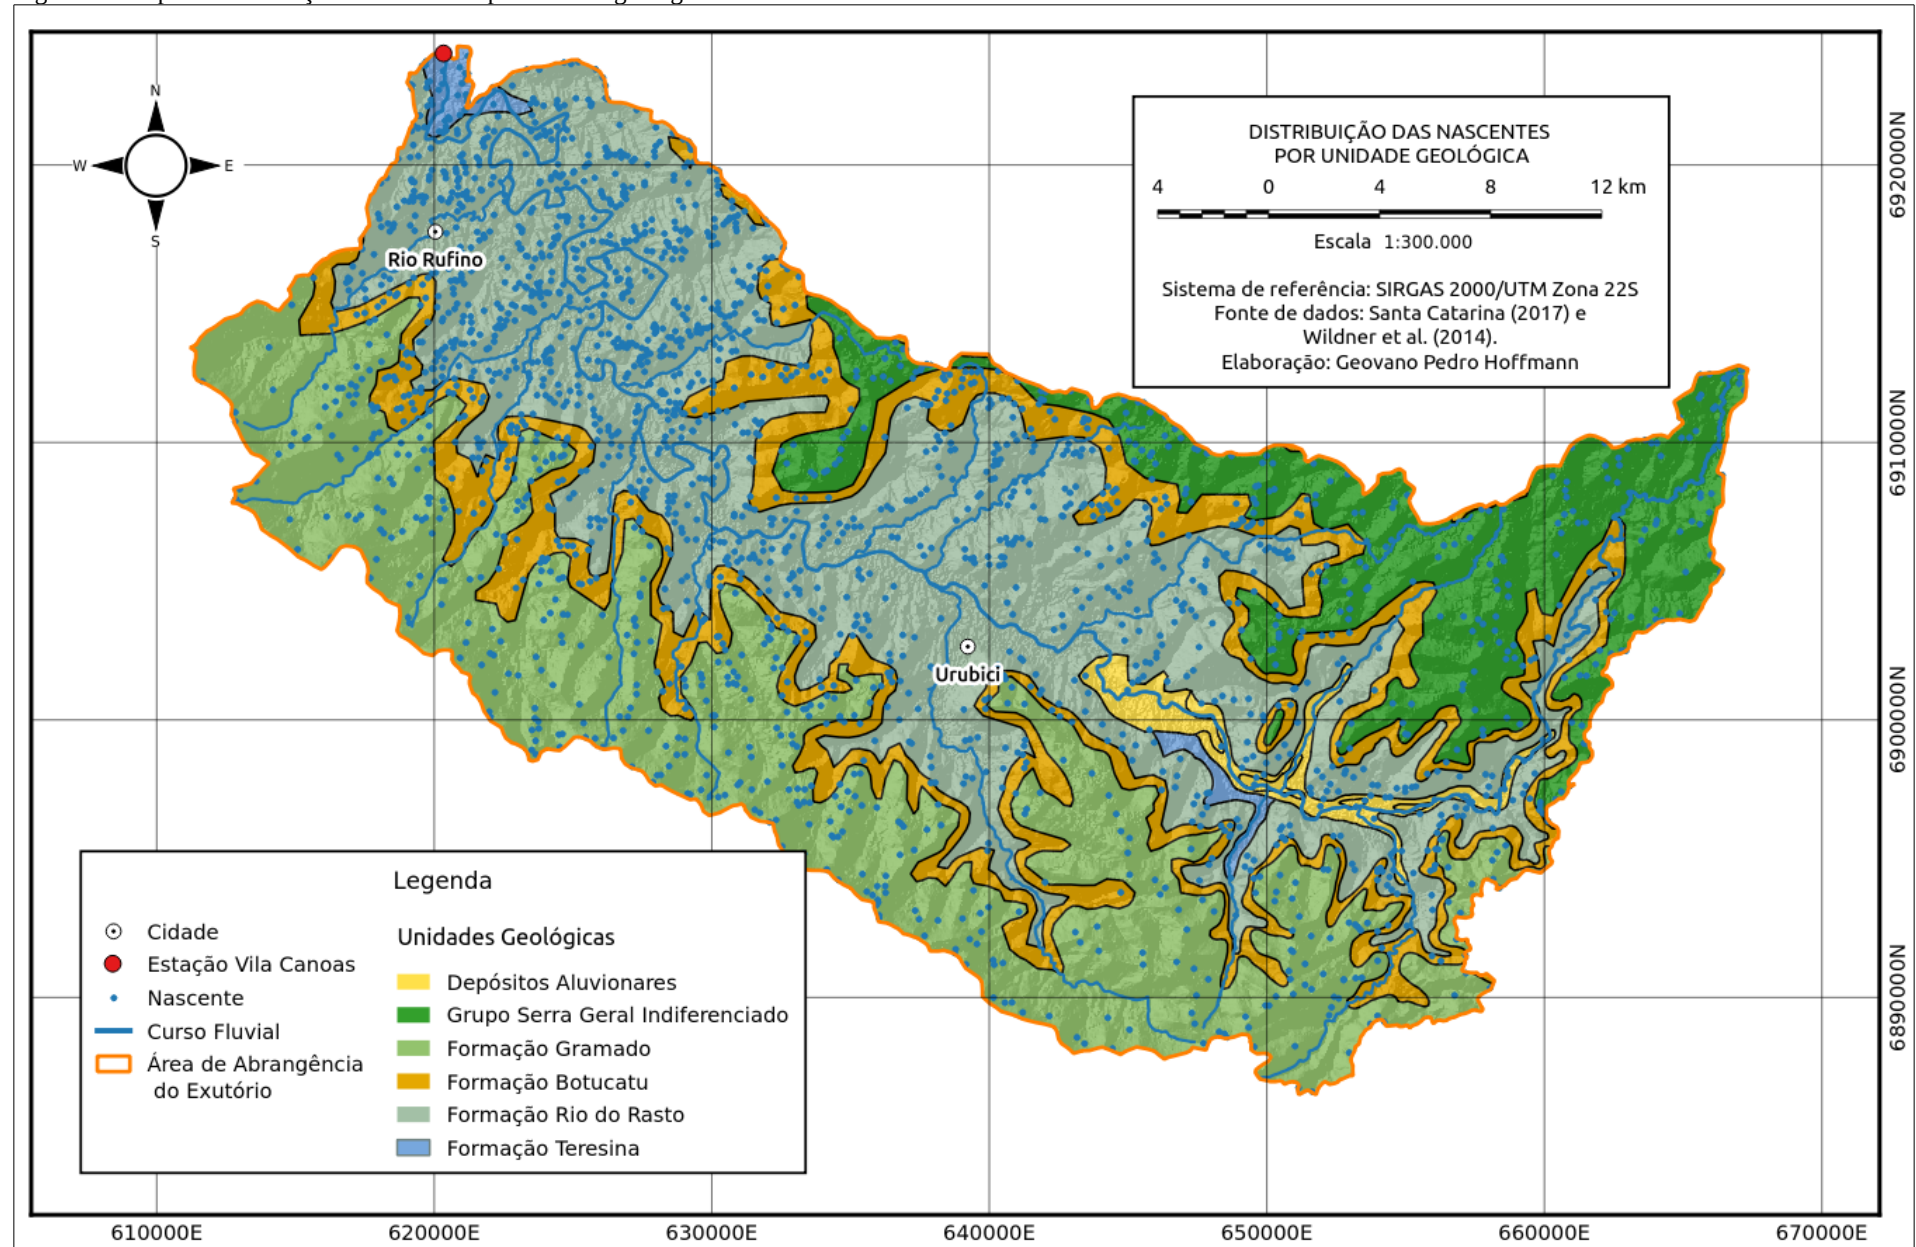 N
W
E
S
DISTRIBUIÇÃO DAS NASCENTES
POR UNIDADE GEOLÓGICA
4 0 4 8 12 km
Escala 1:300.000
Sistema de referência: SIRGAS 2000/UTM Zona 22S
Fonte de dados: Santa Catarina (2017) e
Wildner et al. (2014).
Elaboração: Geovano Pedro Hoffmann
Rio Rufino
Urubici
6920000N
6910000N
6900000N
6890000N
Legenda
Cidade
Estação Vila Canoas
Nascente
Curso Fluvial
Área de Abrangência
do Exutório
Unidades Geológicas
Depósitos Aluvionares
Grupo Serra Geral Indiferenciado
Formação Gramado
Formação Botucatu
Formação Rio do Rasto
Formação Teresina
610000E 620000E 630000E 640000E 650000E 660000E 670000E